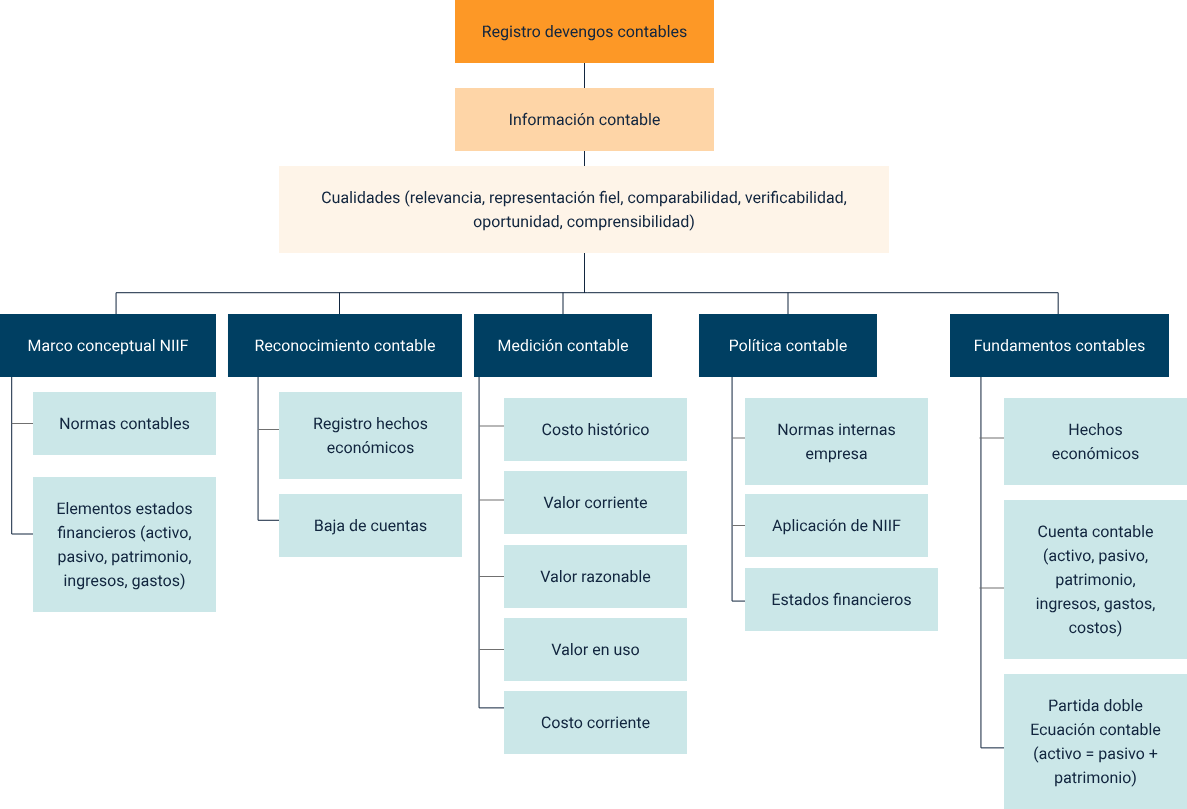 Registro devengos contables
Información contable
Cualidades (relevancia, representación fiel, comparabilidad, verificabilidad,
oportunidad, comprensibilidad)
Marco conceptual NIIF
Normas contables
Elementos estados
financieros (activo,
pasivo, patrimonio,
ingresos, gastos)
Reconocimiento contable
Registro hechos
económicos
Baja de cuentas
Medición contable
Costo histórico
Valor corriente
Valor razonable
Valor en uso
Costo corriente
Política contable
Normas internas
empresa
Aplicación de NIIF
Estados financieros
Fundamentos contables
Hechos
económicos
Cuenta contable
(activo, pasivo,
patrimonio,
ingresos, gastos,
costos)
Partida doble
Ecuación contable
(activo = pasivo +
patrimonio)